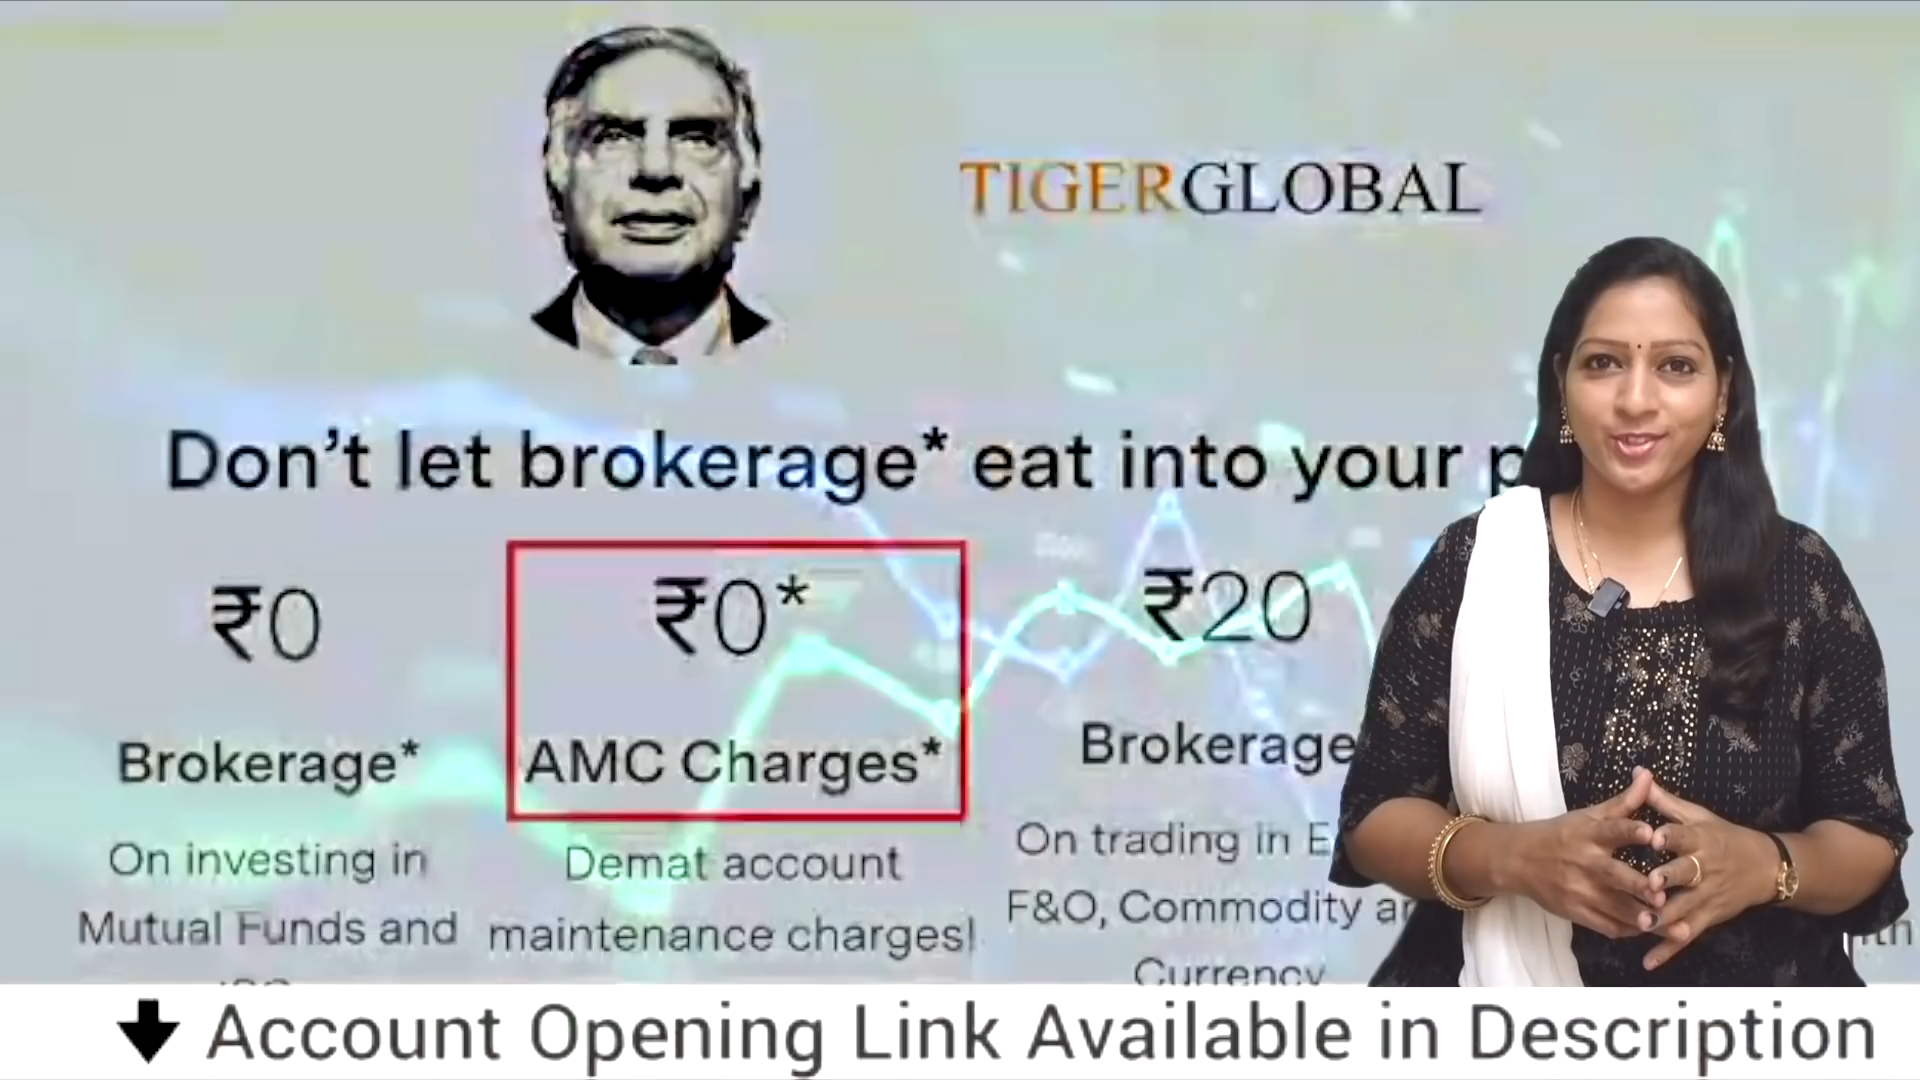 TIGERGLOBAL
Don't let brokerage* eat into your
₹0
₹0*
₹20
Brokerage*
AMC Charges*
Brokerage
On investing in
Mutual Funds and
Demat account
maintenance charges!
On trading in
F&O, Commodity
Currency
Account Opening Link Available in Description